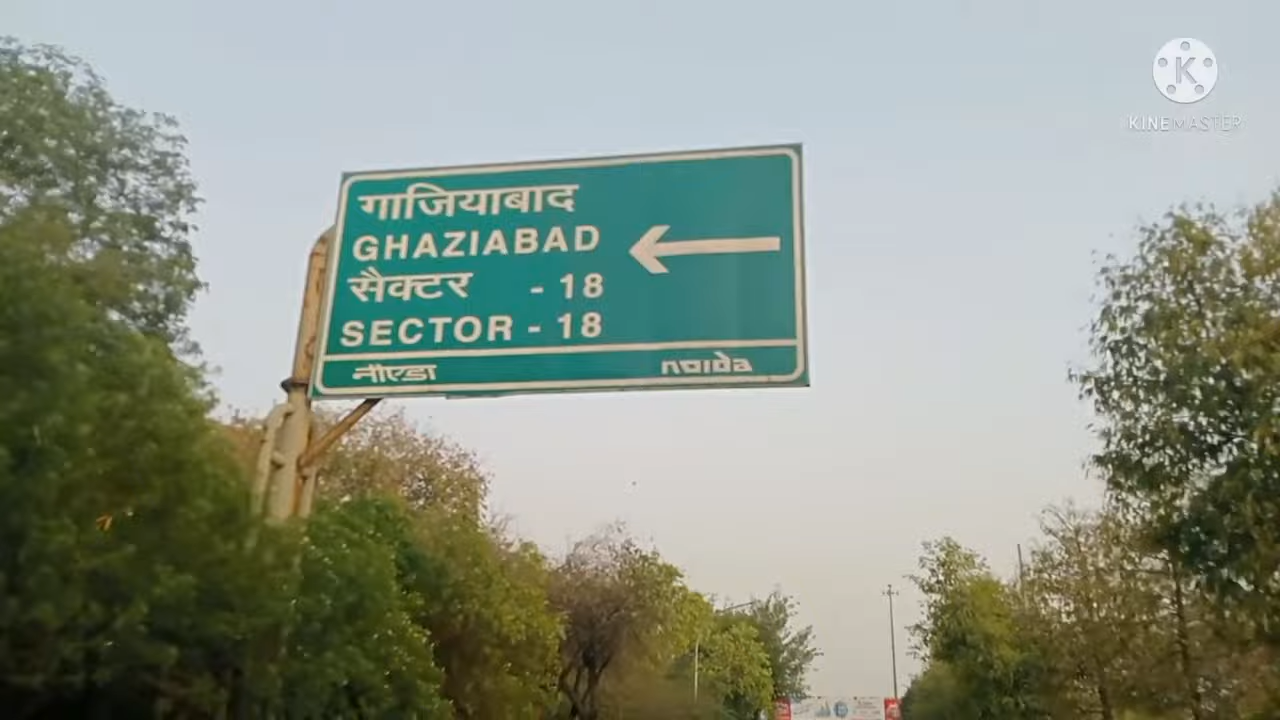 गाजियाबाद
GHAZIABAD
सैक्टर - 18
SECTOR - 18
नौएडा noida
K
KINEMASTER